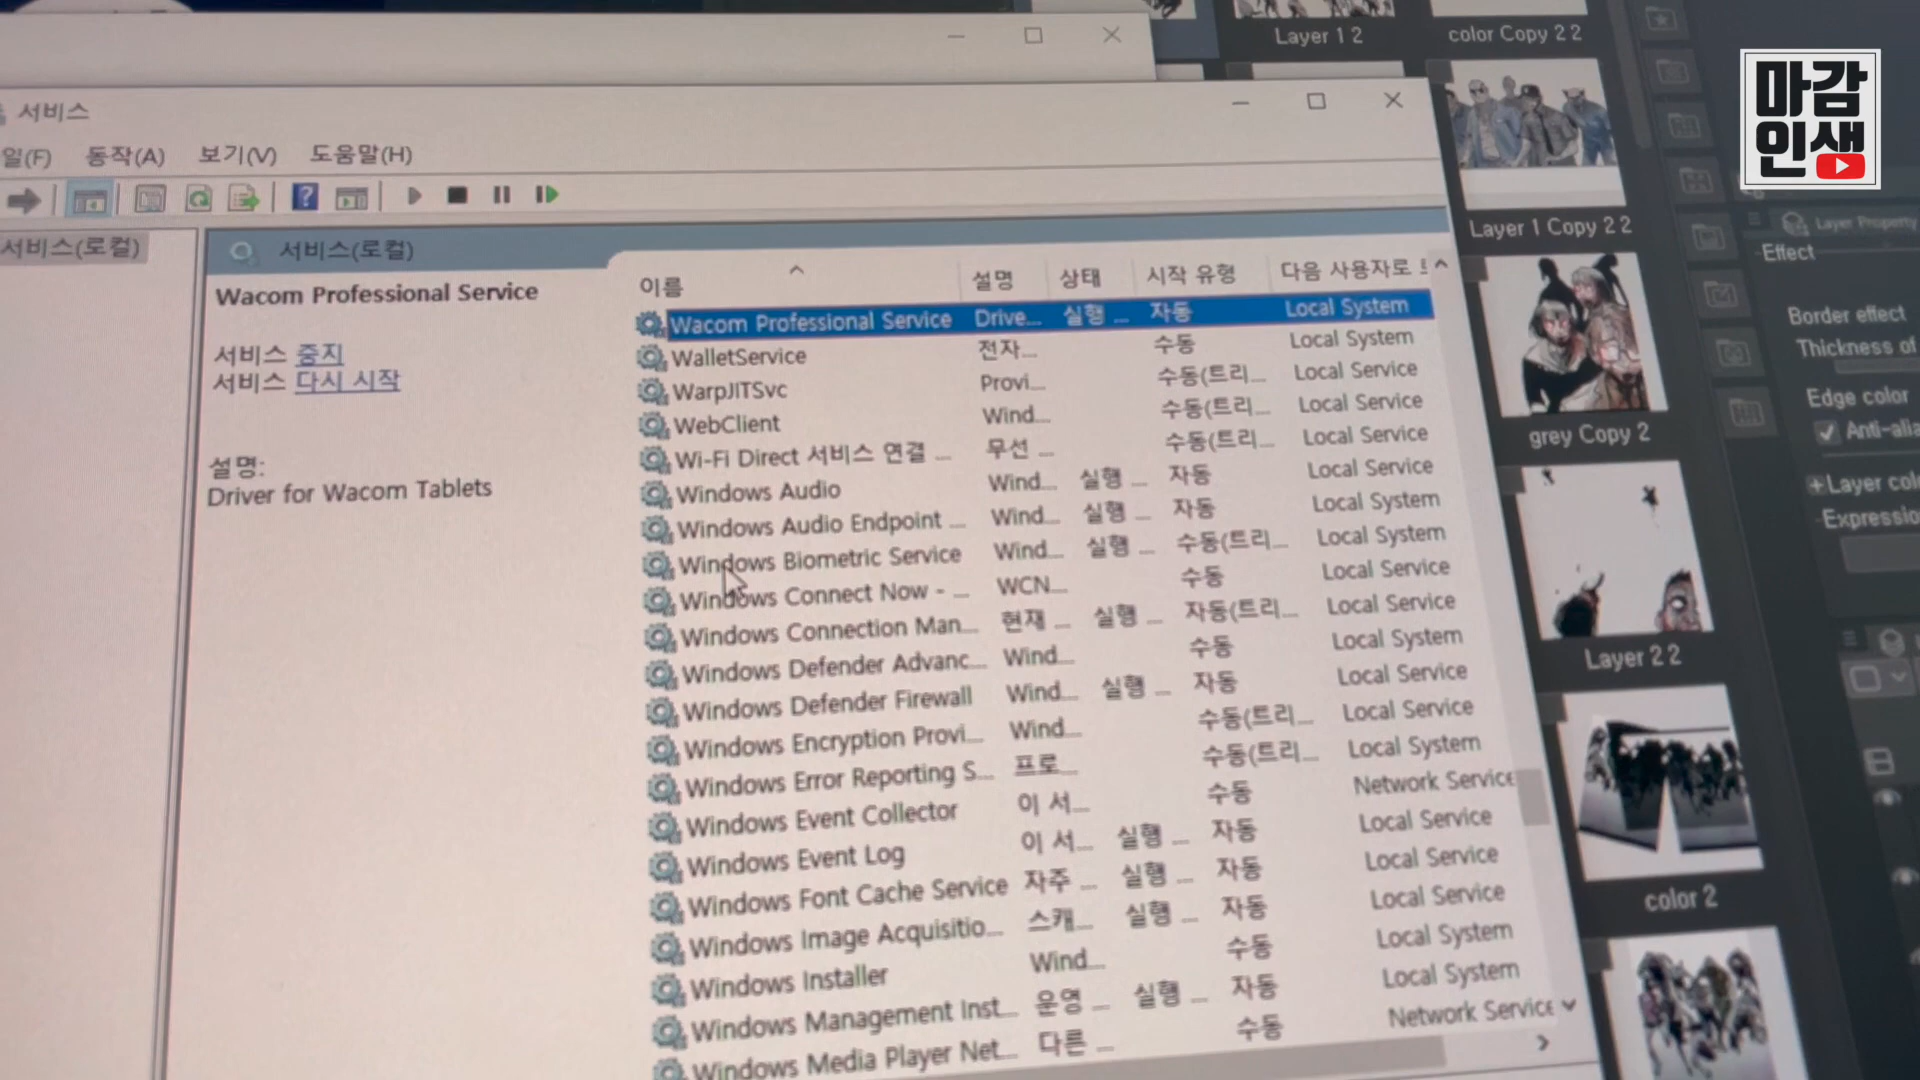 마감
인생
Layer 1 2
color Copy 2 2
서비스
일(F) 동작(A) 보기(V) 도움말(H)
서비스(로컬)
서비스(로컬)
Wacom Professional Service
서비스 중지
서비스 다시 시작
설명:
Driver for Wacom Tablets
이름 설명 상태 시작 유형 다음 사용자로
Wacom Professional Service Drive... 실행 ... 자동 Local System
WalletService 전자... 수동 Local System
WarpJITSvc Provi... 수동(트리... Local Service
WebClient Wind... 수동(트리... Local Service
Wi-Fi Direct 서비스 연결 ... 무선 ... 수동(트리... Local Service
Windows Audio Wind... 실행 ... 자동 Local Service
Windows Audio Endpoint ... Wind... 실행 ... 자동 Local System
Windows Biometric Service Wind... 실행 ... 수동(트리... Local System
Windows Connect Now - ... WCN... 수동 Local Service
Windows Connection Man... 현재 ... 실행 ... 자동(트리... Local Service
Windows Defender Advanc... Wind... 수동 Local System
Windows Defender Firewall Wind... 실행 ... 자동 Local Service
Windows Encryption Provi... Wind... 수동(트리... Local Service
Windows Error Reporting S... 프로... 수동(트리... Local System
Windows Event Collector 이 서... 수동 Network Service
Windows Event Log 이 서... 실행 ... 자동 Local Service
Windows Font Cache Service 자주 ... 실행 ... 자동 Local Service
Windows Image Acquisitio... 스캐... 실행 ... 자동 Local Service
Windows Installer Wind... 수동 Local System
Windows Management Inst... 운영 ... 실행 ... 자동 Local System
Windows Media Player Net... 다른 ... 수동 Network Service
Layer 1 Copy 2 2
grey Copy 2
Layer 2 2
color 2
Layer Property
Effect
Border effect
Thickness of
Edge color
Anti-alia
Layer col
Expressio